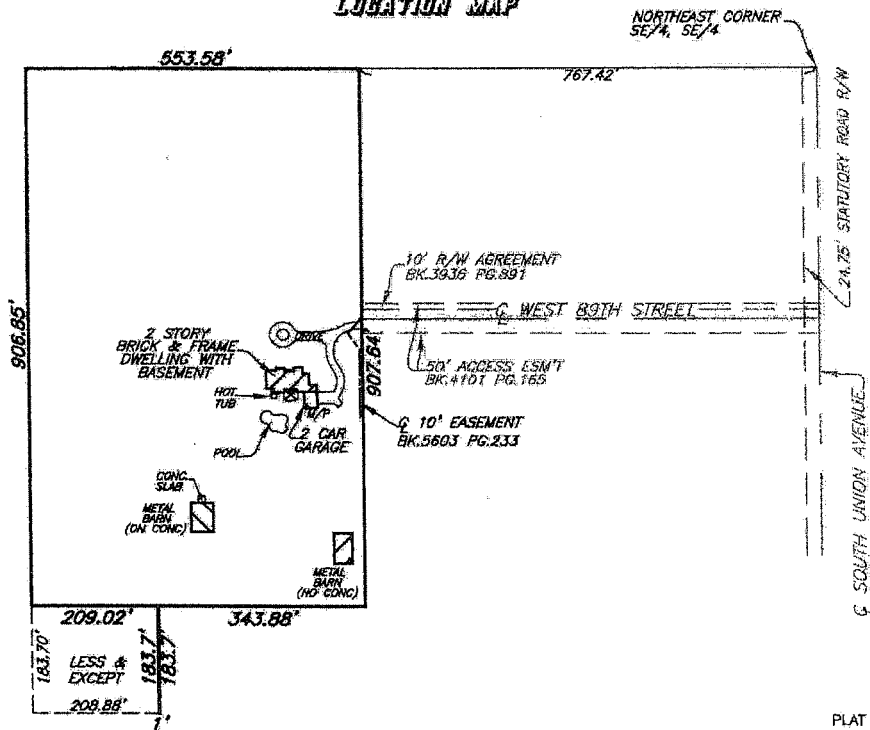 LOCATION MAP
NORTHEAST CORNER
SE/4, SE/4
553.58'
767.42'
24.75' STATUTORY ROAD R/W
10' R/W AGREEMENT
BK.3936 PG.891
℄ WEST 89TH STREET
906.85'
2 STORY
BRICK & FRAME
DWELLING WITH
BASEMENT
DRIVE
907.64'
50' ACCESS ESM'T
BK.4101 PG.165
HOT
TUB
W/P
℄ 10' EASEMENT
BK.5603 PG.233
2 CAR
GARAGE
POOL
CONC.
SLAB
METAL
BARN
(ON CONC)
METAL
BARN
(NO CONC)
℄ SOUTH UNION AVENUE
209.02'
343.88'
183.70'
LESS &
EXCEPT
183.7'
183.7'
208.88'
1'
PLAT